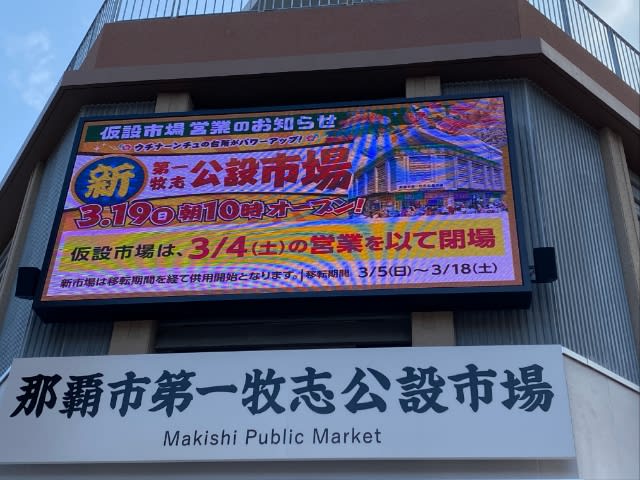 仮設市場 営業のお知らせ
ウチナーンチュの台所がパワーアップ!
新 第一牧志公設市場
3.19日朝10時オープン!
仮設市場は、3/4(土)の営業を以て閉場
新市場は移転期間を経て供用開始となります。|移転期間 3/5(日)〜3/18(土)
那覇市第一牧志公設市場
Makishi Public Market